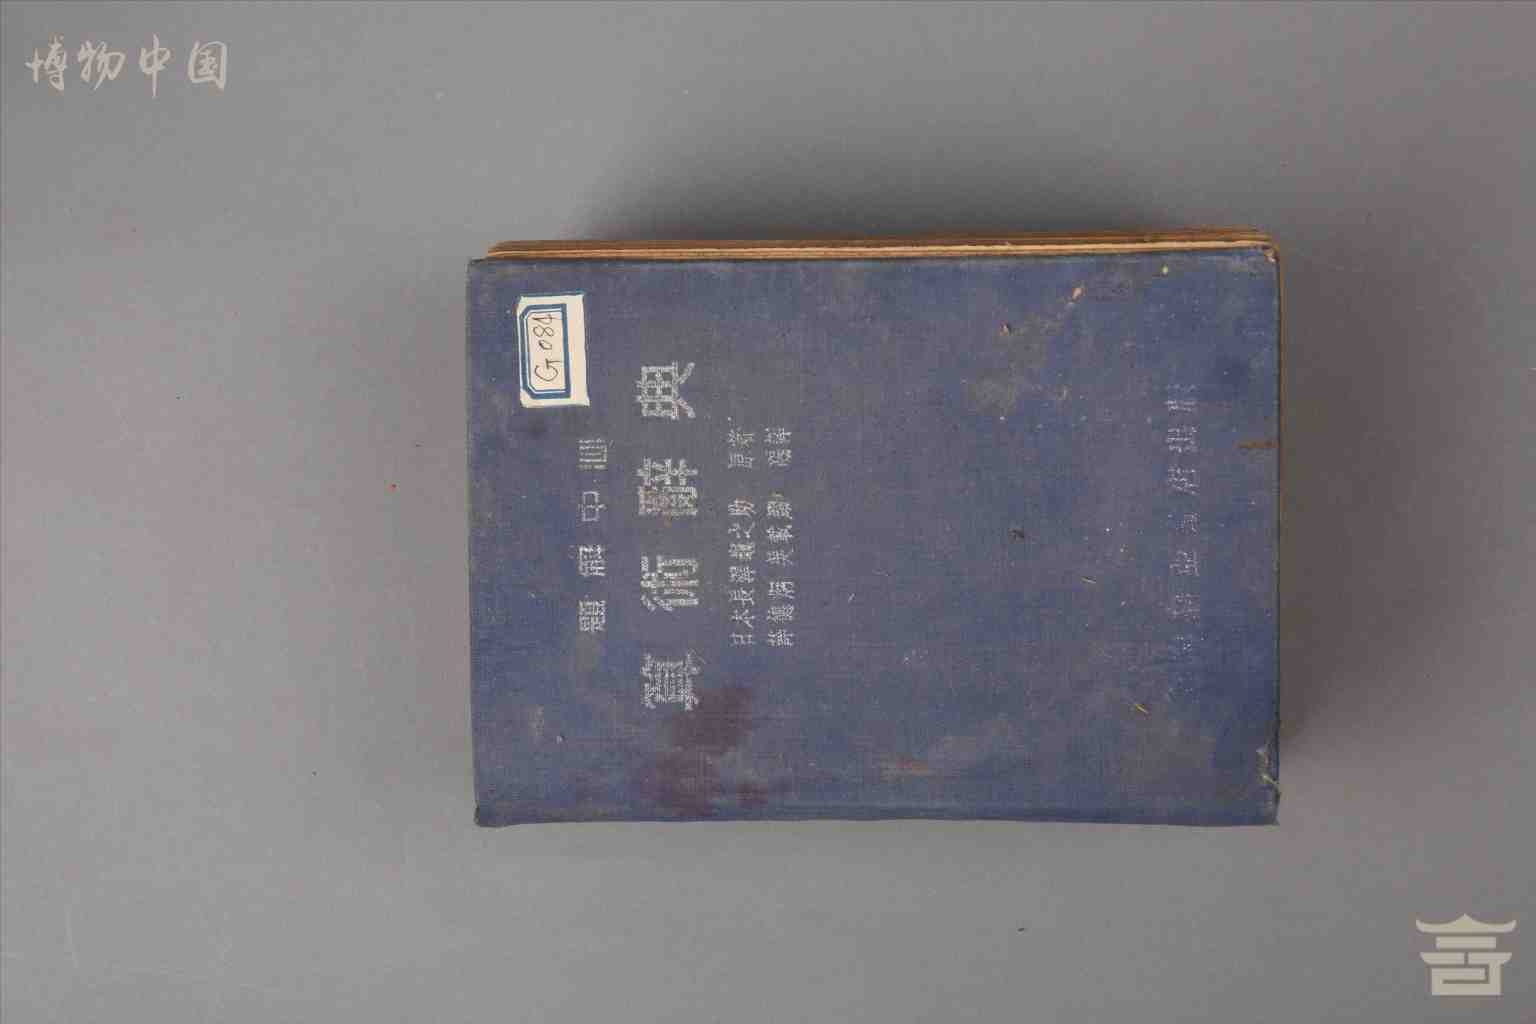 博物中国
G084
題解中心
算術辭典
日本長澤龜之助 原著
薛德炯 吳載燿 編譯